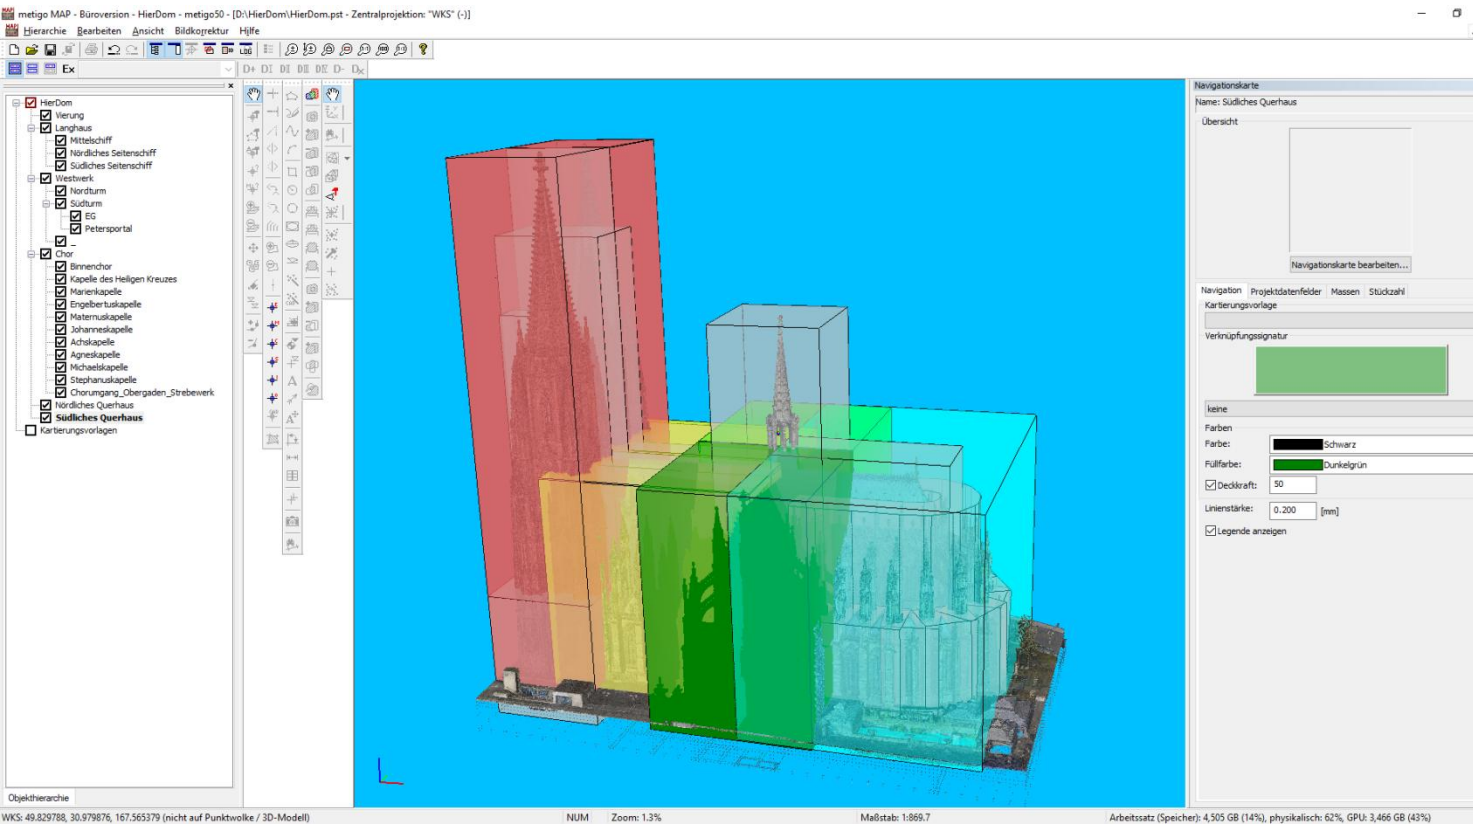 metigo MAP - Büroversion - HierDom - metigo50 - [D:\HierDom\HierDom.pst - Zentralprojektion: "WKS" (-)]
Hierarchie Bearbeiten Ansicht Bildkorrektur Hilfe
Ex
D+
HierDom
Vierung
Langhaus
Mittelschiff
Nördliches Seitenschiff
Südliches Seitenschiff
Westwerk
Nordturm
Südturm
EG
Petersportal
_
Chor
Binnenchor
Kapelle des Heiligen Kreuzes
Marienkapelle
Engelbertuskapelle
Maternuskapelle
Johanneskapelle
Achskapelle
Agneskapelle
Michaelskapelle
Stephanuskapelle
Chorumgang_Obergaden_Strebewerk
Nördliches Querhaus
Südliches Querhaus
Kartierungsvorlagen
Objekthierarchie
Navigationskarte
Name: Südliches Querhaus
Übersicht
Navigationskarte bearbeiten...
Navigation Projektdatenfelder Massen Stückzahl
Kartierungsvorlage
Verknüpfungssignatur
keine
Farben
Farbe: Schwarz
Füllfarbe: Dunkelgrün
Deckkraft: 50
Linienstärke: 0.200 [mm]
Legende anzeigen
WKS: 49.829788, 30.979876, 167.565379 (nicht auf Punktwolke / 3D-Modell) NUM Zoom: 1.3% Maßstab: 1:869.7 Arbeitssatz (Speicher): 4,505 GB (14%), physikalisch: 62%, GPU: 3,466 GB (43%)